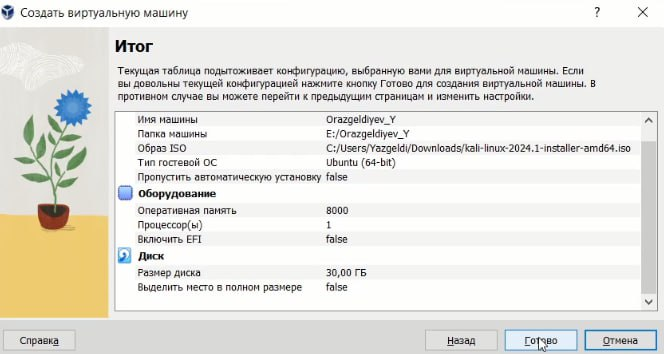 Создать виртуальную машину
?
Итог
Текущая таблица подытоживает конфигурацию, выбранную вами для виртуальной машины. Если
вы довольны текущей конфигурацией нажмите кнопку Готово для создания виртуальной машины. В
противном случае вы можете перейти к предыдущим страницам и изменить настройки.
Имя машины Orazgeldiyev_Y
Папка машины E:/Orazgeldiyev_Y
Образ ISO C:/Users/Yazgeldi/Downloads/kali-linux-2024.1-installer-amd64.iso
Тип гостевой ОС Ubuntu (64-bit)
Пропустить автоматическую установку false
Оборудование
Оперативная память 8000
Процессор(ы) 1
Включить EFI false
Диск
Размер диска 30,00 ГБ
Выделить место в полном размере false
Справка Назад Готово Отмена